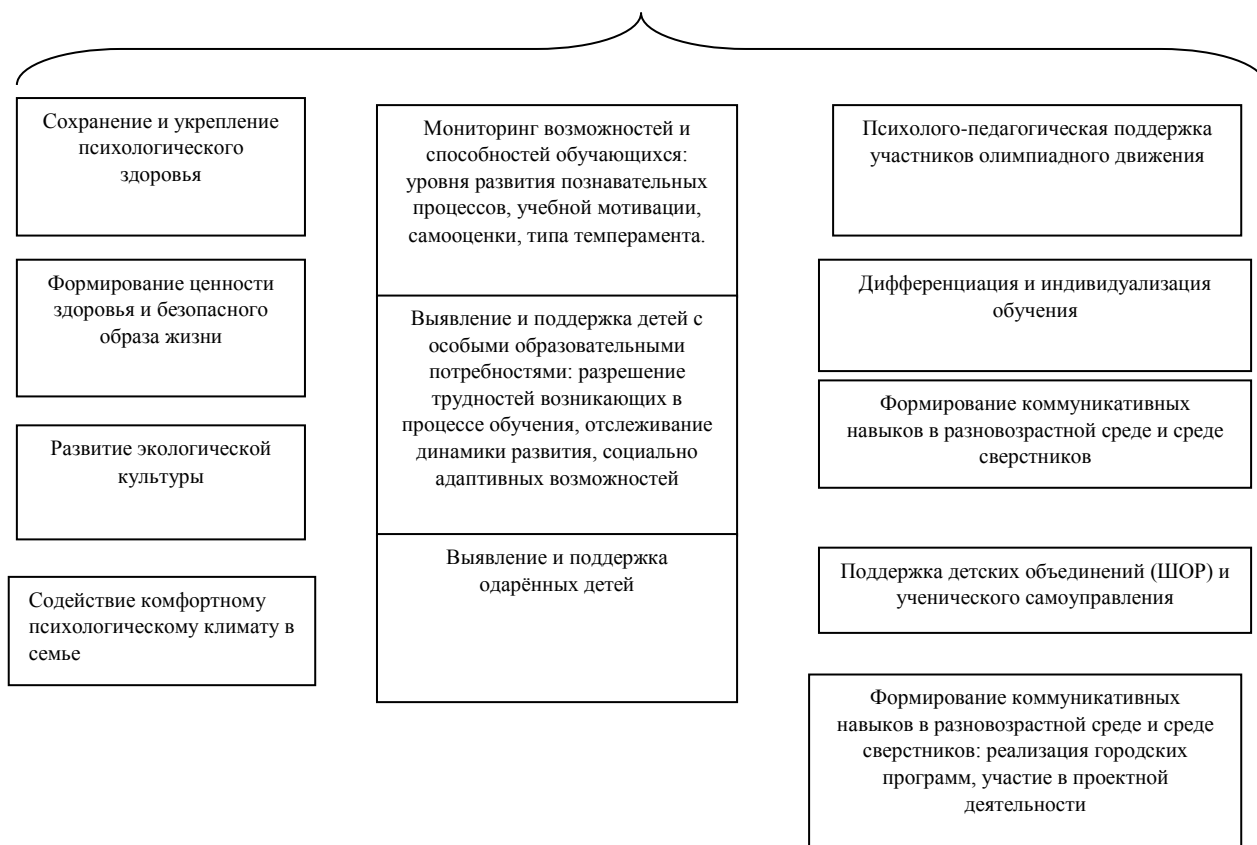 Сохранение и укрепление
психологического
здоровья
Формирование ценности
здоровья и безопасного
образа жизни
Развитие экологической
культуры
Содействие комфортному
психологическому климату в
семье
Мониторинг возможностей и
способностей обучающихся:
уровня развития познавательных
процессов, учебной мотивации,
самооценки, типа темперамента.
Выявление и поддержка детей с
особыми образовательными
потребностями: разрешение
трудностей возникающих в
процессе обучения, отслеживание
динамики развития, социально
адаптивных возможностей
Выявление и поддержка
одарённых детей
Психолого-педагогическая поддержка
участников олимпиадного движения
Дифференциация и индивидуализация
обучения
Формирование коммуникативных
навыков в разновозрастной среде и среде
сверстников
Поддержка детских объединений (ШОР) и
ученического самоуправления
Формирование коммуникативных
навыков в разновозрастной среде и среде
сверстников: реализация городских
программ, участие в проектной
деятельности